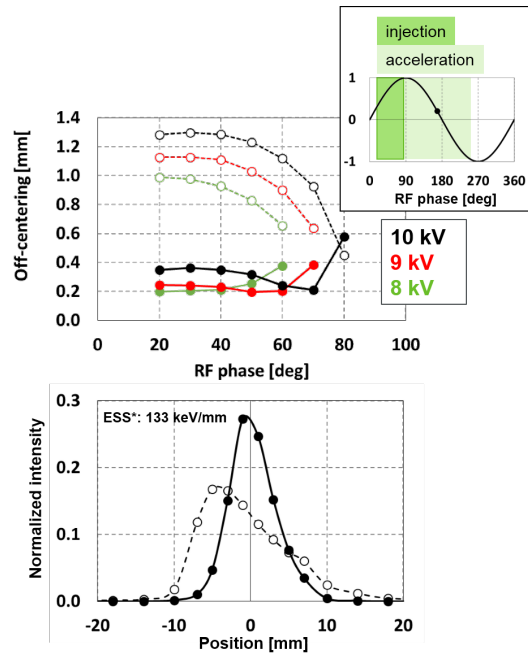 injection
acceleration
1
0
-1
0 90 180 270 360
RF phase [deg]
Off-centering [mm[
1.4
1.2
1.0
0.8
0.6
0.4
0.2
0.0
0 20 40 60 80 100
RF phase [deg]
10 kV
9 kV
8 kV
Normalized intensity
ESS*: 133 keV/mm
0.3
0.2
0.1
0.0
-20 -10 0 10 20
Position [mm]